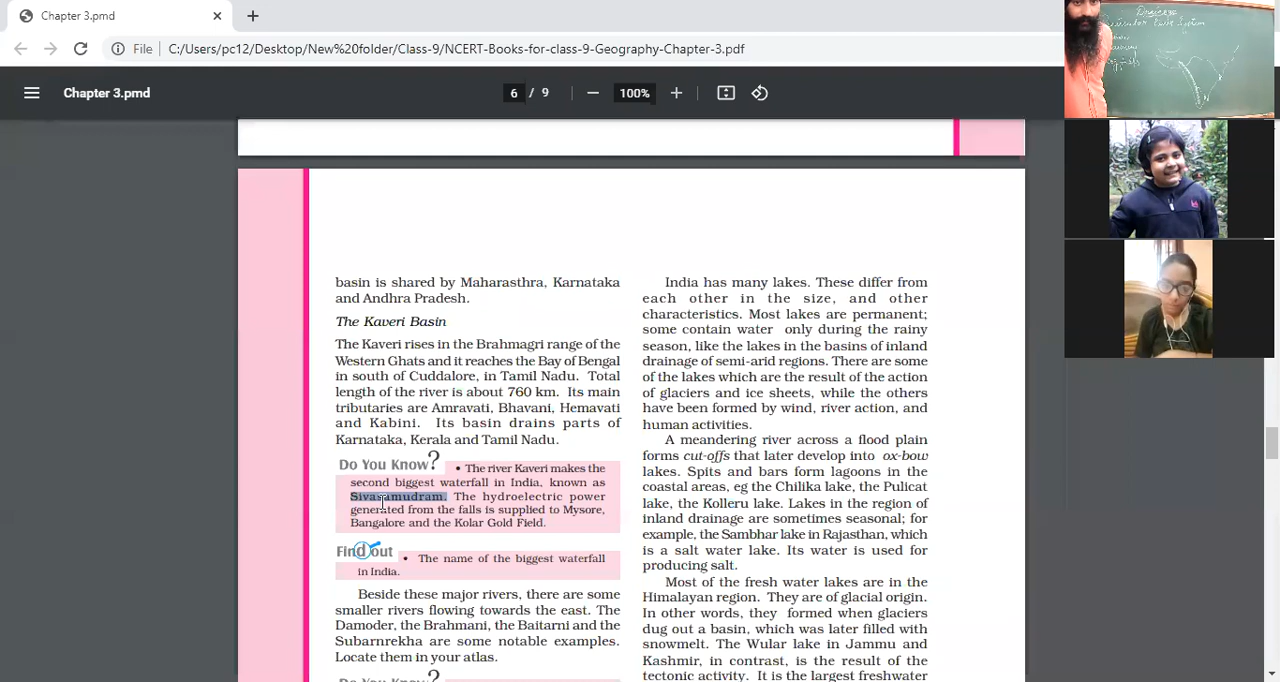 Chapter 3.pmd
File
C:/Users/pc12/Desktop/New%20folder/Class-9/NCERT-Books-for-class-9-Geography-Chapter-3.pdf
Chapter 3.pmd
6 / 9
100%
Drainage
System
basin is shared by Maharasthra, Karnataka
and Andhra Pradesh.
The Kaveri Basin
The Kaveri rises in the Brahmagri range of the
Western Ghats and it reaches the Bay of Bengal
in south of Cuddalore, in Tamil Nadu. Total
length of the river is about 760 km. Its main
tributaries are Amravati, Bhavani, Hemavati
and Kabini. Its basin drains parts of
Karnataka, Kerala and Tamil Nadu.
Do You Know? • The river Kaveri makes the
second biggest waterfall in India, known as
Sivasamudram. The hydroelectric power
generated from the falls is supplied to Mysore,
Bangalore and the Kolar Gold Field.
Find out • The name of the biggest waterfall
in India.
Beside these major rivers, there are some
smaller rivers flowing towards the east. The
Damoder, the Brahmani, the Baitarni and the
Subarnrekha are some notable examples.
Locate them in your atlas.
Do You Know?
India has many lakes. These differ from
each other in the size, and other
characteristics. Most lakes are permanent;
some contain water only during the rainy
season, like the lakes in the basins of inland
drainage of semi-arid regions. There are some
of the lakes which are the result of the action
of glaciers and ice sheets, while the others
have been formed by wind, river action, and
human activities.
A meandering river across a flood plain
forms cut-offs that later develop into ox-bow
lakes. Spits and bars form lagoons in the
coastal areas, eg the Chilika lake, the Pulicat
lake, the Kolleru lake. Lakes in the region of
inland drainage are sometimes seasonal; for
example, the Sambhar lake in Rajasthan, which
is a salt water lake. Its water is used for
producing salt.
Most of the fresh water lakes are in the
Himalayan region. They are of glacial origin.
In other words, they formed when glaciers
dug out a basin, which was later filled with
snowmelt. The Wular lake in Jammu and
Kashmir, in contrast, is the result of the
tectonic activity. It is the largest freshwater